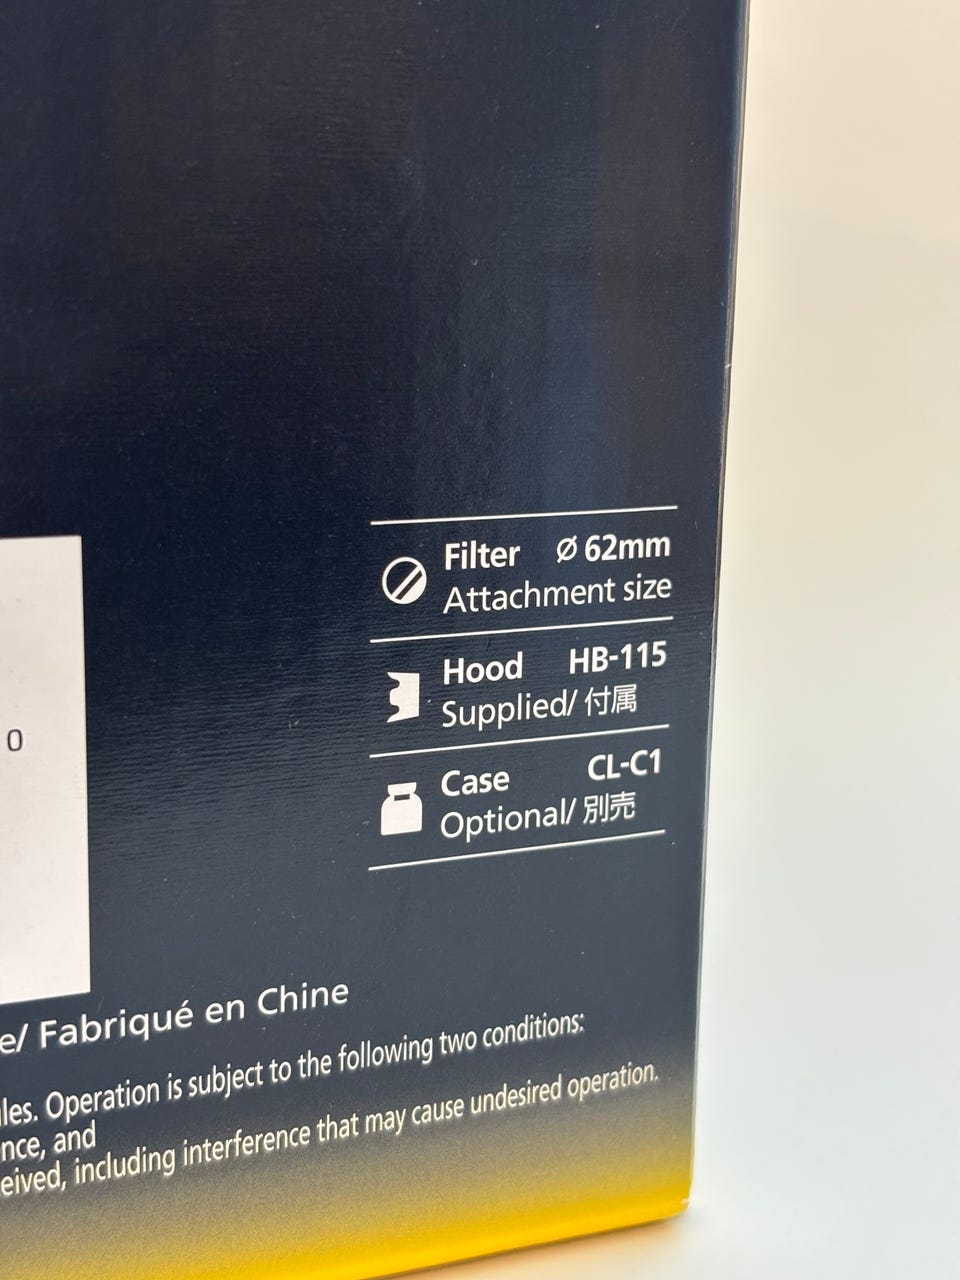 Filter Ø 62mm
Attachment size
Hood HB-115
Supplied/ 付属
Case CL-C1
Optional/ 別売
0
e/ Fabriqué en Chine
les. Operation is subject to the following two conditions:
nce, and
eived, including interference that may cause undesired operation.